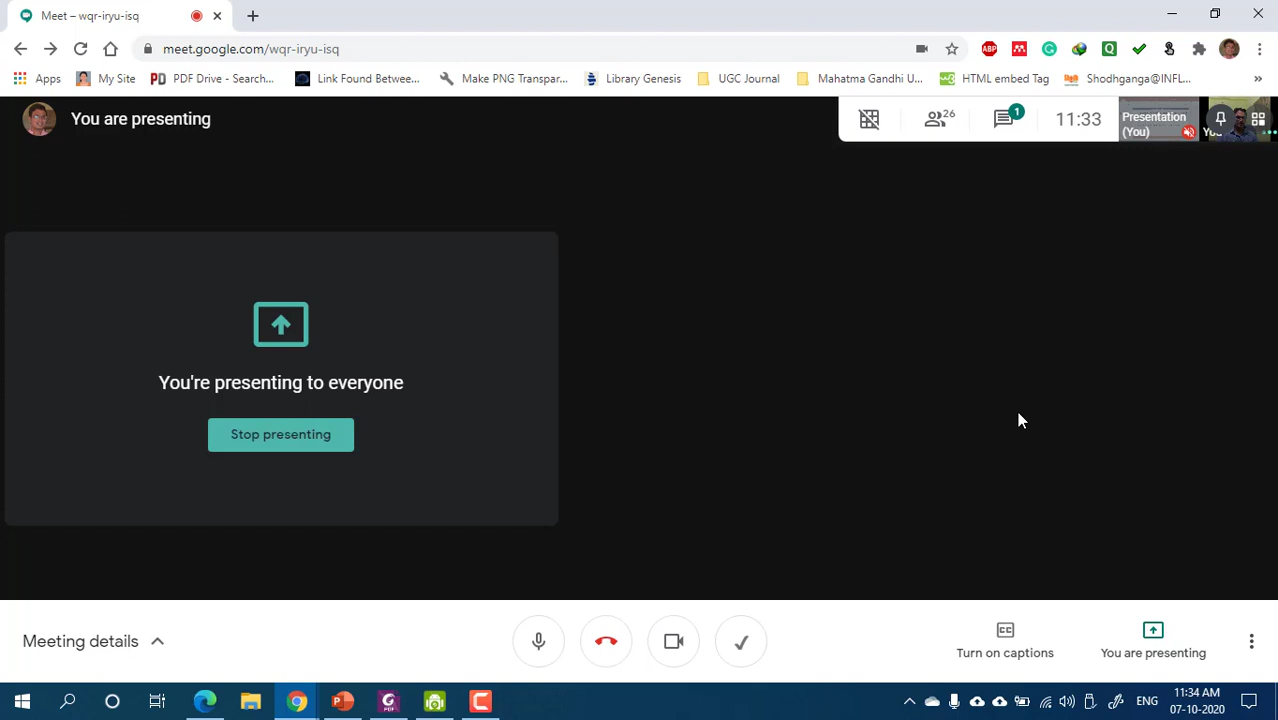 Meet – wqr-iryu-isq
meet.google.com/wqr-iryu-isq
ABP
Apps My Site PDF Drive - Search... Link Found Betwee... Make PNG Transpar... Library Genesis UGC Journal Mahatma Gandhi U... HTML embed Tag Shodhganga@INFL... »
You are presenting
26
1
11:33
Presentation
(You)
You're presenting to everyone
Stop presenting
Meeting details
Turn on captions
You are presenting
ENG
11:34 AM
07-10-2020